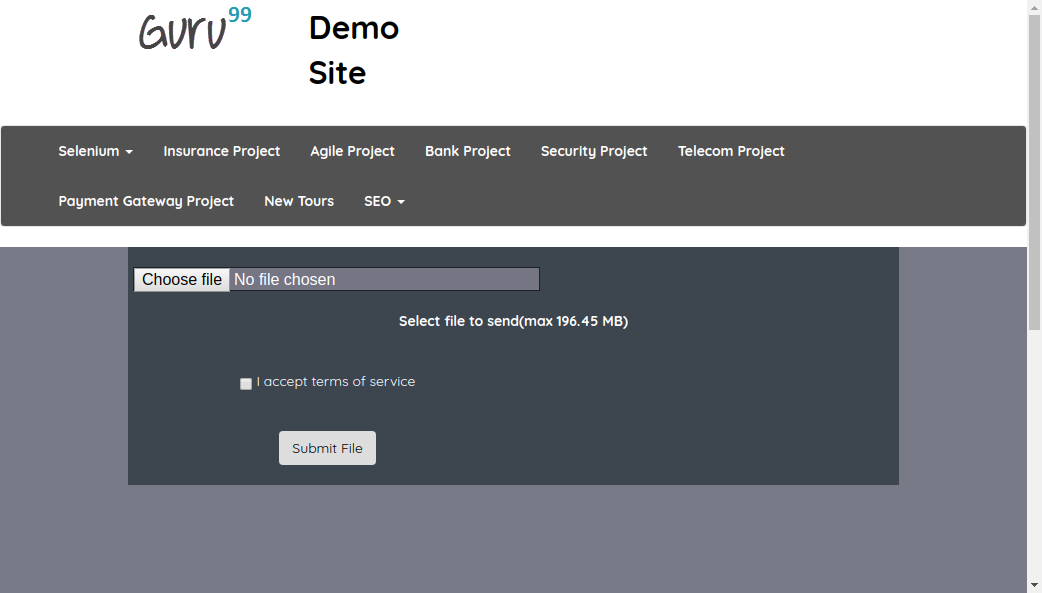 Guru99
Demo
Site
Selenium Insurance Project Agile Project Bank Project Security Project Telecom Project
Payment Gateway Project New Tours SEO
Choose file No file chosen
Select file to send(max 196.45 MB)
I accept terms of service
Submit File